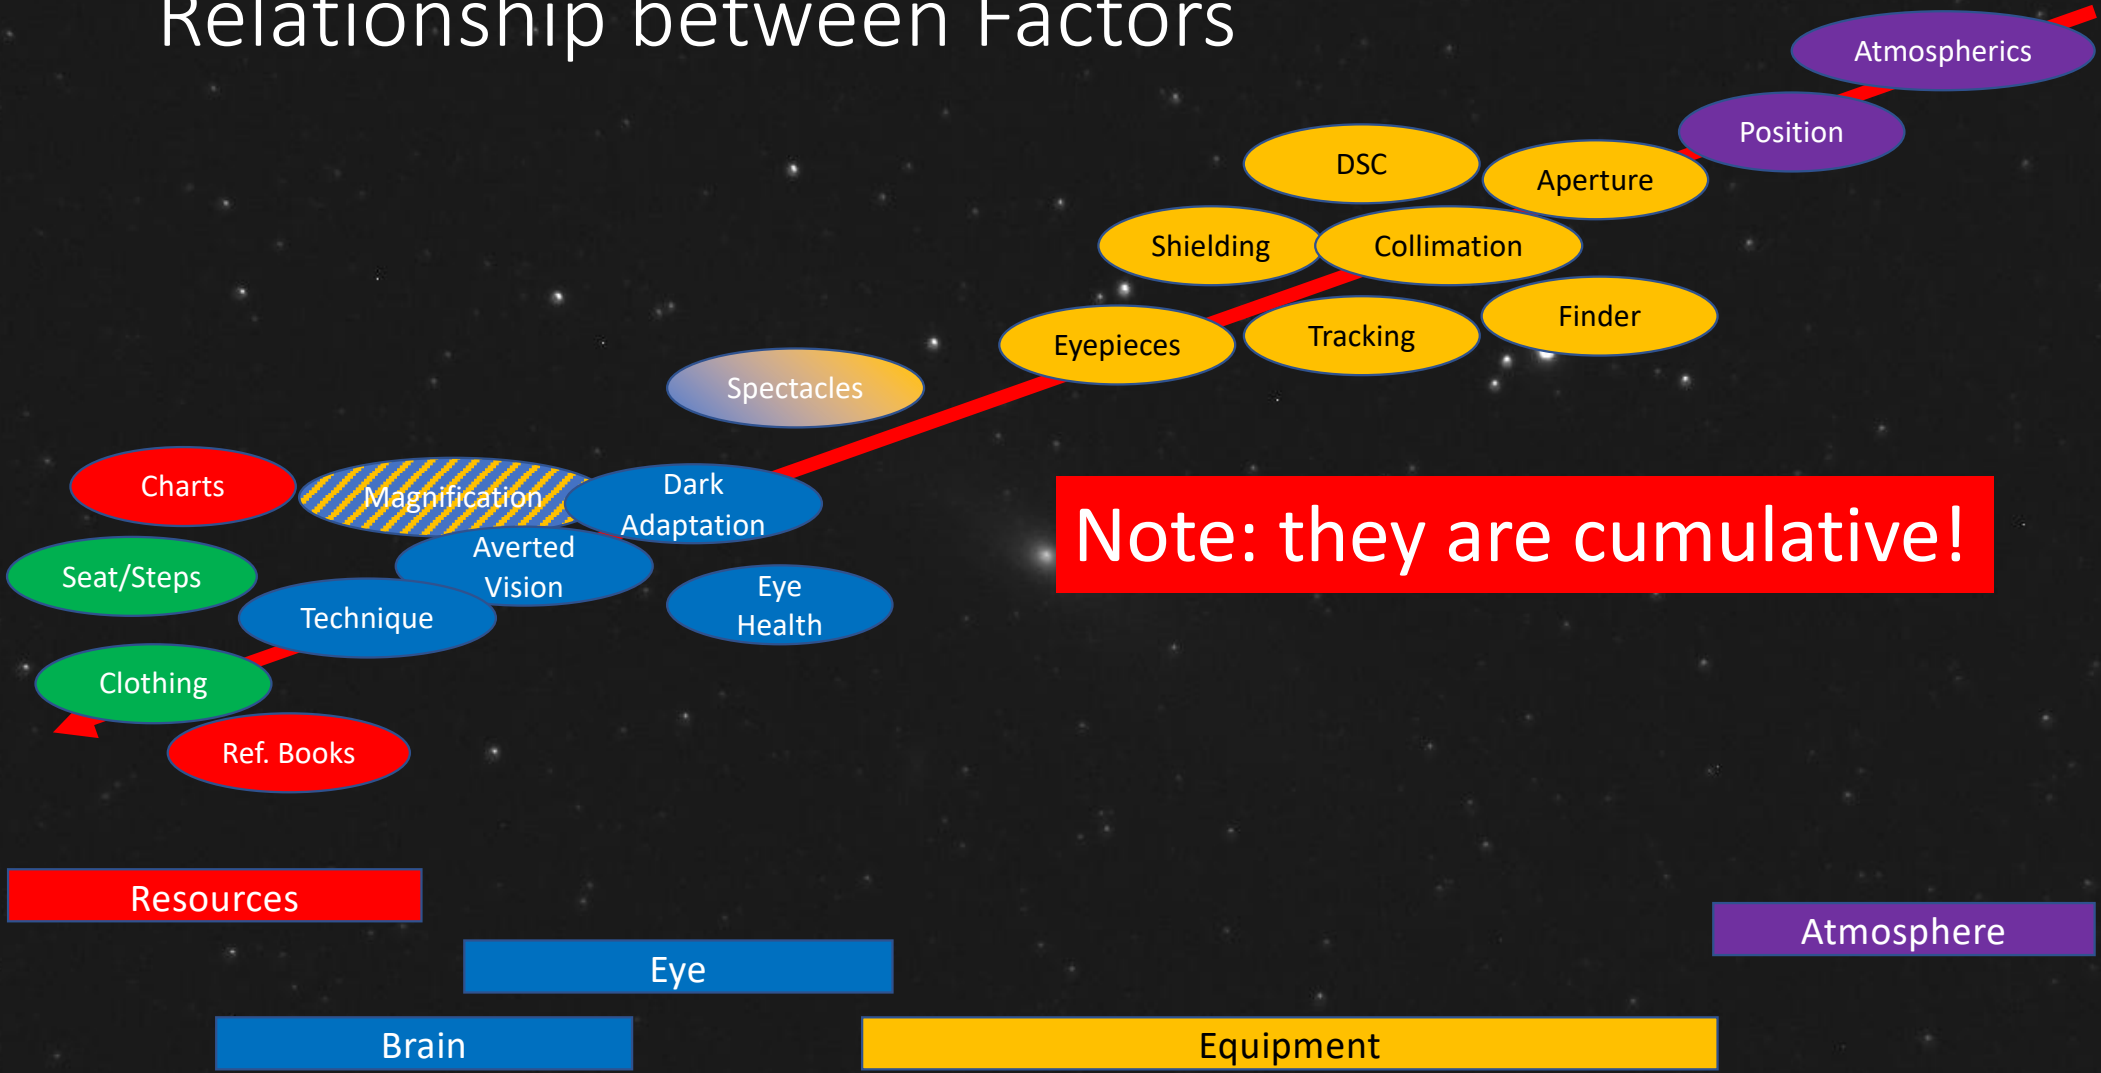 Relationship between Factors
Atmospherics
Position
DSC
Aperture
Shielding
Collimation
Finder
Eyepieces
Tracking
Spectacles
Charts
Magnification
Dark
Adaptation
Averted
Vision
Seat/Steps
Technique
Eye
Health
Clothing
Ref. Books
Note: they are cumulative!
Resources
Atmosphere
Eye
Brain
Equipment